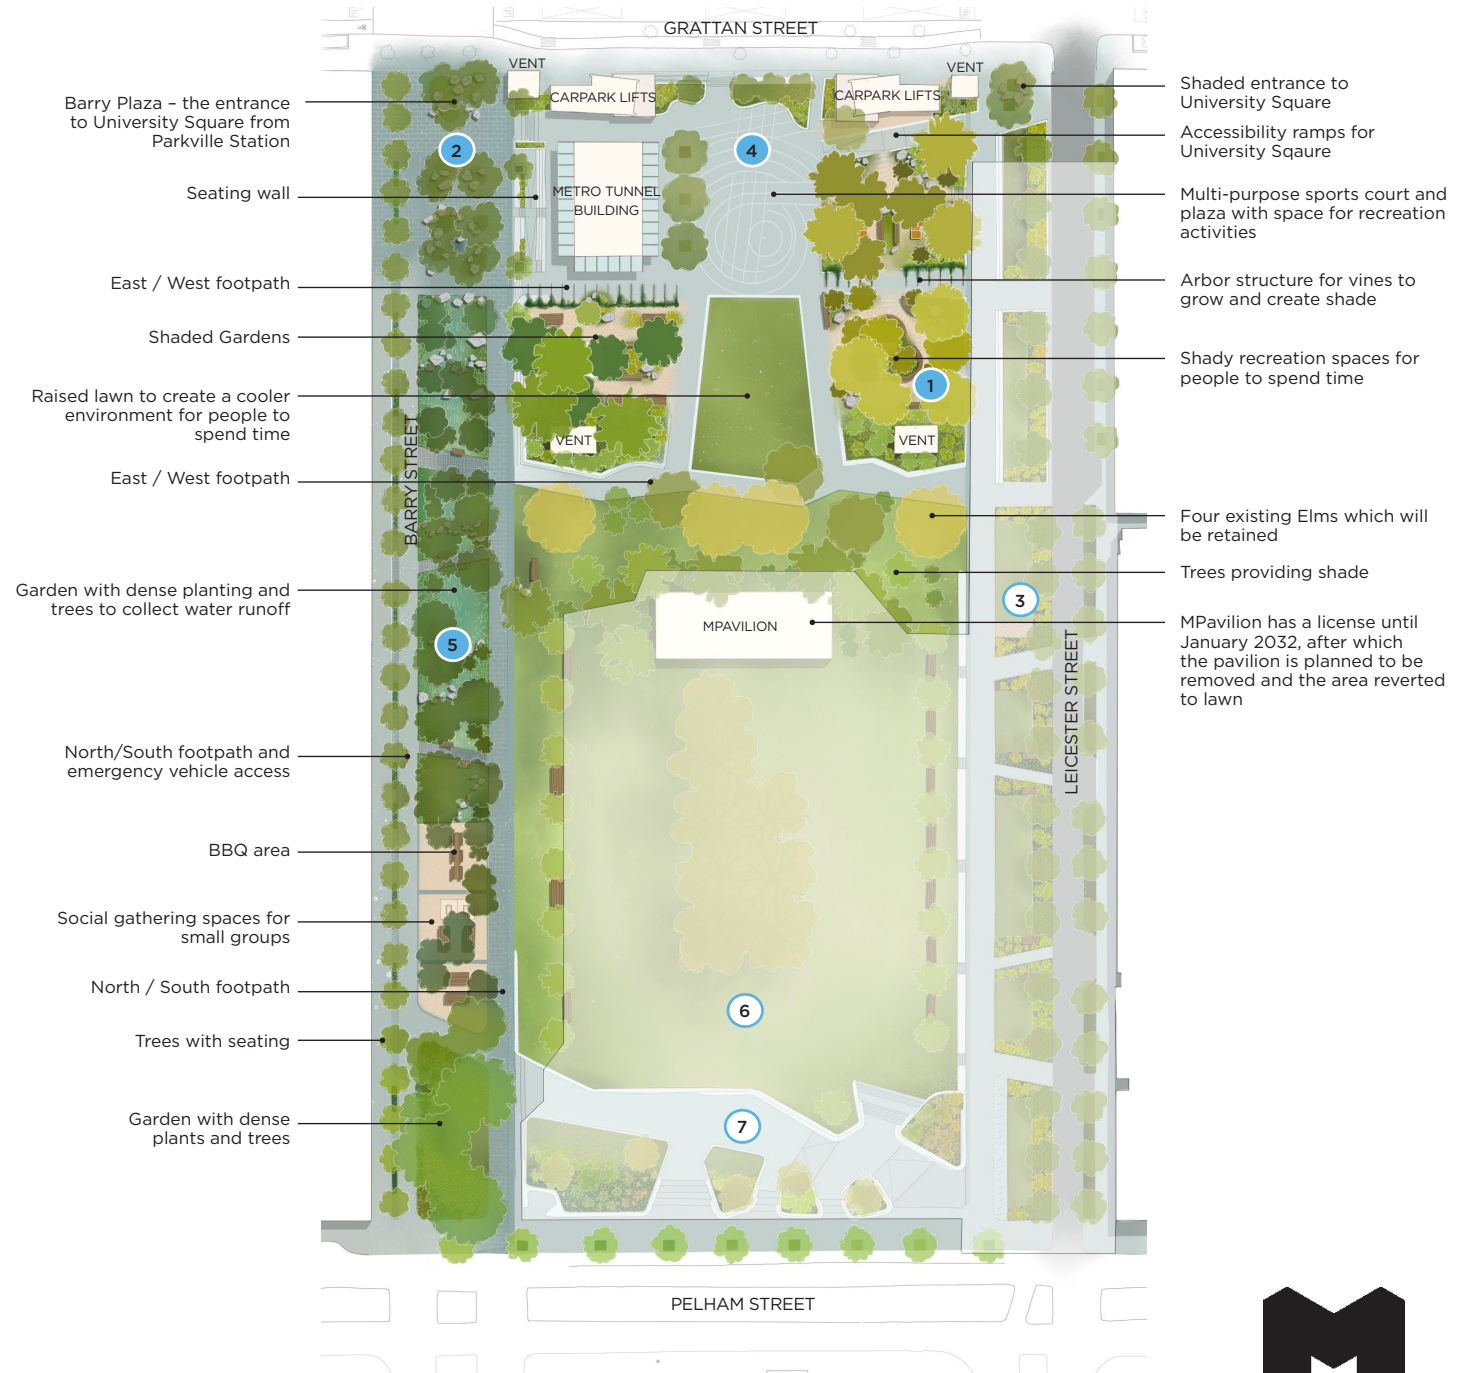 GRATTAN STREET
VENT
VENT
CARPARK LIFTS
CARPARK LIFTS
Barry Plaza – the entrance
to University Square from
Parkville Station
Seating wall
East / West footpath
Shaded Gardens
Raised lawn to create a cooler
environment for people to
spend time
East / West footpath
Garden with dense planting and
trees to collect water runoff
North/South footpath and
emergency vehicle access
BBQ area
Social gathering spaces for
small groups
North / South footpath
Trees with seating
Garden with dense
plants and trees
2
4
METRO TUNNEL
BUILDING
1
VENT
VENT
BARRY STREET
MPAVILION
3
5
LEICESTER STREET
6
7
Shaded entrance to
University Square
Accessibility ramps for
University Sqaure
Multi-purpose sports court and
plaza with space for recreation
activities
Arbor structure for vines to
grow and create shade
Shady recreation spaces for
people to spend time
Four existing Elms which will
be retained
Trees providing shade
MPavilion has a license until
January 2032, after which
the pavilion is planned to be
removed and the area reverted
to lawn
PELHAM STREET